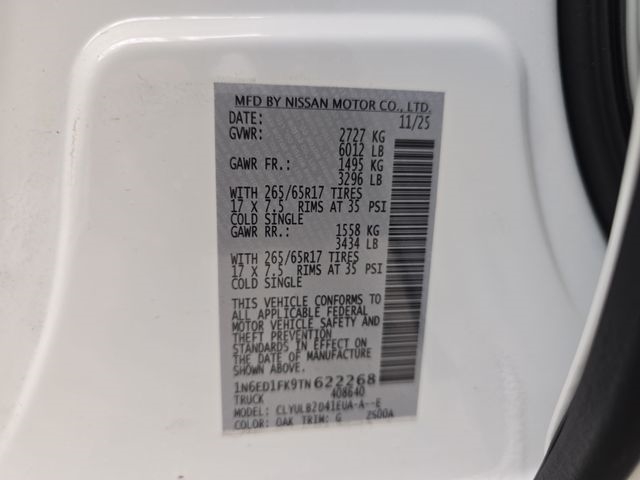 MFD BY NISSAN MOTOR CO., LTD.
DATE: 11/25
GVWR: 2727 KG
6012 LB
GAWR FR.: 1495 KG
3296 LB
WITH 265/65R17 TIRES
17 X 7.5 RIMS AT 35 PSI
COLD SINGLE
GAWR RR.: 1558 KG
3434 LB
WITH 265/65R17 TIRES
17 X 7.5 RIMS AT 35 PSI
COLD SINGLE
THIS VEHICLE CONFORMS TO
ALL APPLICABLE FEDERAL
MOTOR VEHICLE SAFETY AND
THEFT PREVENTION
STANDARDS IN EFFECT ON
THE DATE OF MANUFACTURE
SHOWN ABOVE.
1N6ED1FK9TN622268
TRUCK 408640
MODEL: CLYULB2D41EUA-A--E
COLOR: QAK TRIM: G 2S00A